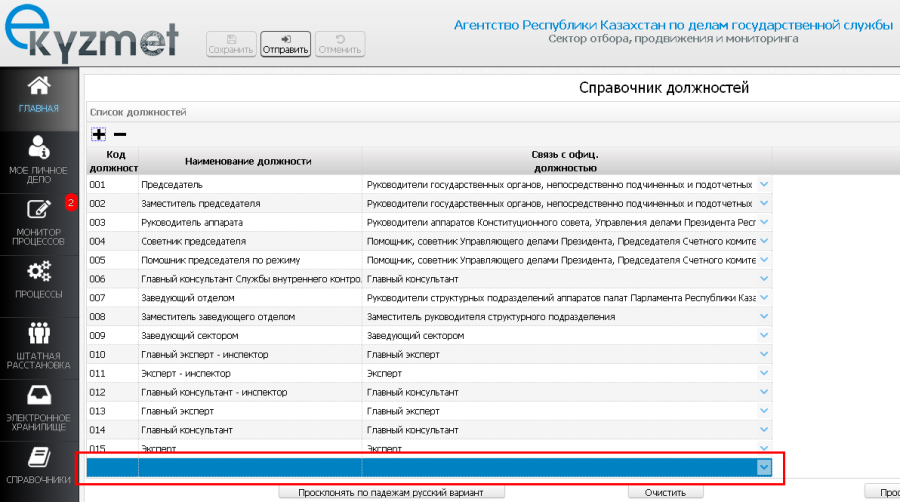 ekyzmet
Сохранить
Отправить
Отменить
Агентство Республики Казахстан по делам государственной службы
Сектор отбора, продвижения и мониторинга
ГЛАВНАЯ
МОЕ ЛИЧНОЕ
ДЕЛО
2
МОНИТОР
ПРОЦЕССОВ
ПРОЦЕССЫ
ШТАТНАЯ
РАССТАНОВКА
ЭЛЕКТРОННОЕ
ХРАНИЛИЩЕ
СПРАВОЧНИКИ
Справочник должностей
Список должностей
Код
должност
Наименование должности
Связь с офиц.
должностью
001 Председатель Руководители государственных органов, непосредственно подчиненных и подотчетных
002 Заместитель председателя Руководители государственных органов, непосредственно подчиненных и подотчетных
003 Руководитель аппарата Руководители аппаратов Конституционного совета, Управления делами Президента Респ
004 Советник председателя Помощник, советник Управляющего делами Президента, Председателя Счетного комите
005 Помошник председателя по режиму Помощник, советник Управляющего делами Президента, Председателя Счетного комите
006 Главный консультант Службы внутреннего контро. Главный консультант
007 Заведующий отделом Руководители структурных подразделений аппаратов палат Парламента Республики Каза
008 Заместитель заведующего отделом Заместитель руководителя структурного подразделения
009 Заведующий сектором Заведующий сектором
010 Главный эксперт - инспектор Главный эксперт
011 Эксперт - инспектор Эксперт
012 Главный консультант - инспектор Главный консультант
013 Главный эксперт Главный эксперт
014 Главный консультант Главный консультант
015 Эксперт Эксперт
Просклонять по падежам русский вариант
Очистить
Прос